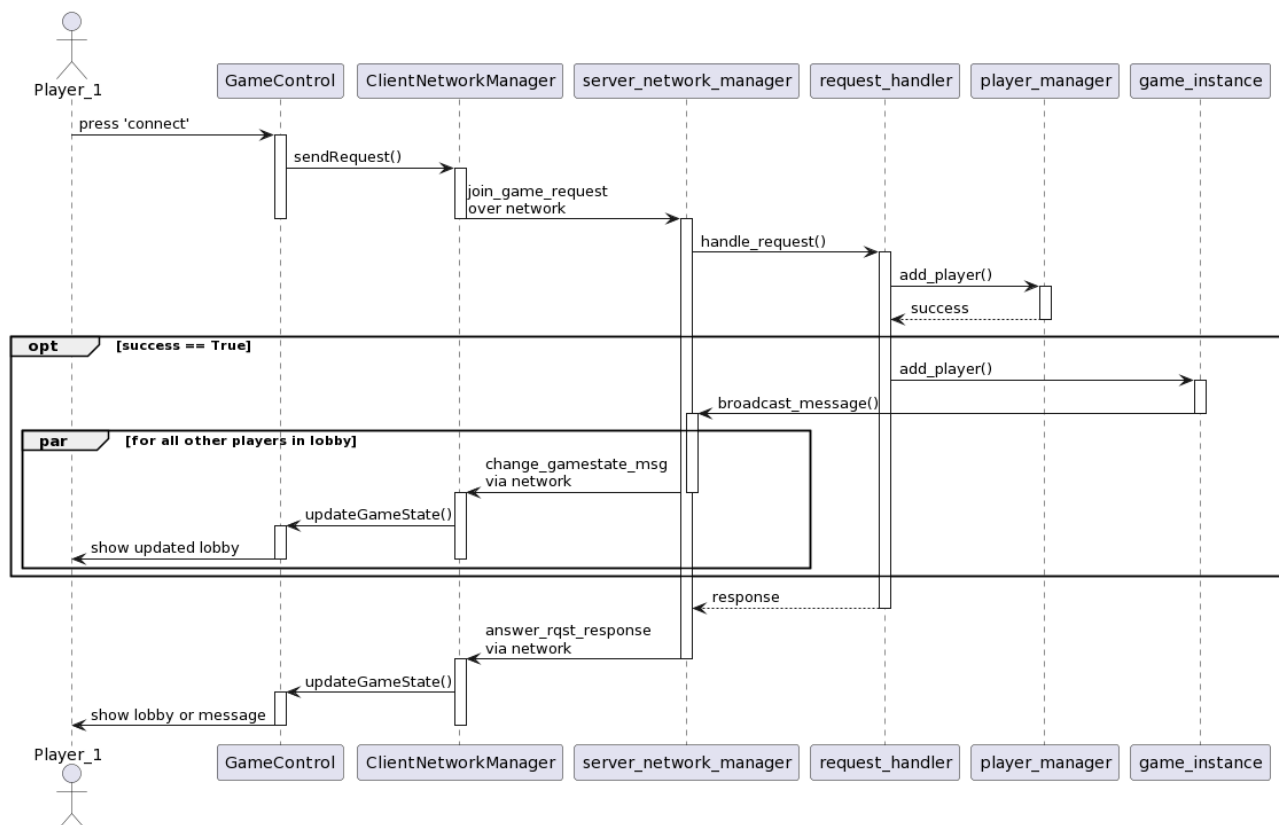 Player_1
GameControl
ClientNetworkManager
server_network_manager
request_handler
player_manager
game_instance
press 'connect'
sendRequest()
join_game_request
over network
handle_request()
add_player()
success
opt
[success == True]
add_player()
broadcast_message()
par
[for all other players in lobby]
change_gamestate_msg
via network
updateGameState()
show updated lobby
response
answer_rqst_response
via network
updateGameState()
show lobby or message
Player_1
GameControl
ClientNetworkManager
server_network_manager
request_handler
player_manager
game_instance